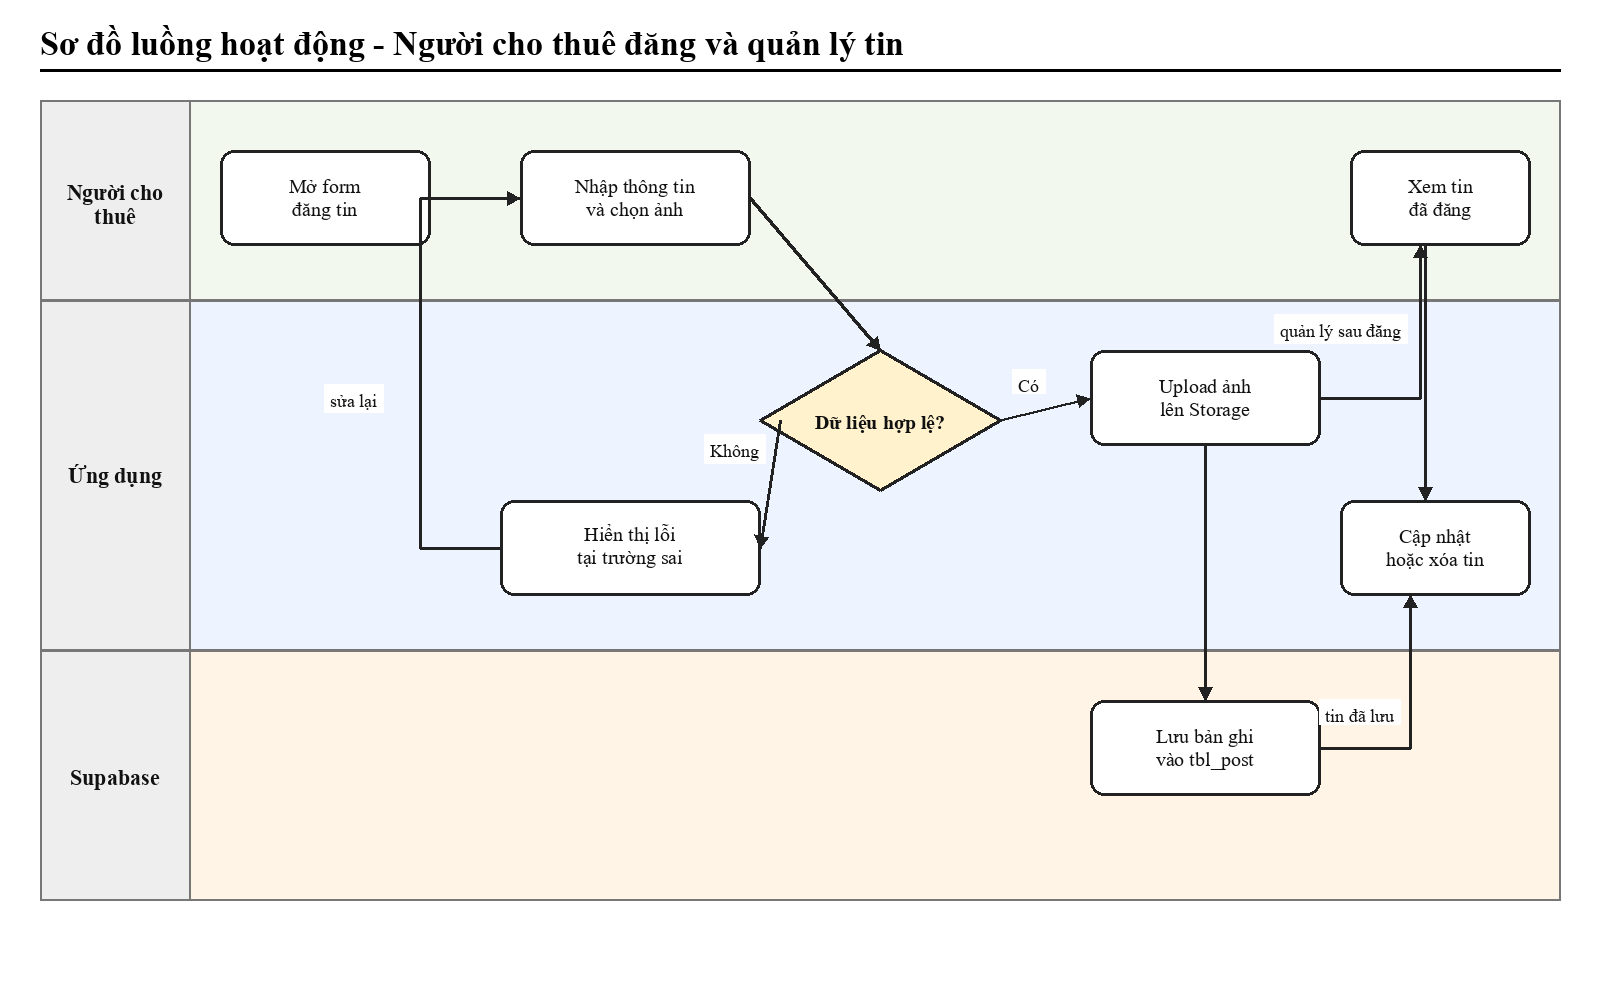 Sơ đồ luồng hoạt động - Người cho thuê đăng và quản lý tin
Người cho
thuê
Mở form
đăng tin
Nhập thông tin
và chọn ảnh
Xem tin
đã đăng
Ứng dụng
quản lý sau đăng
sửa lại
Có
Upload ảnh
lên Storage
Dữ liệu hợp lệ?
Không
Hiển thị lỗi
tại trường sai
Cập nhật
hoặc xóa tin
Supabase
Lưu bản ghi
vào tbl_post
tin đã lưu